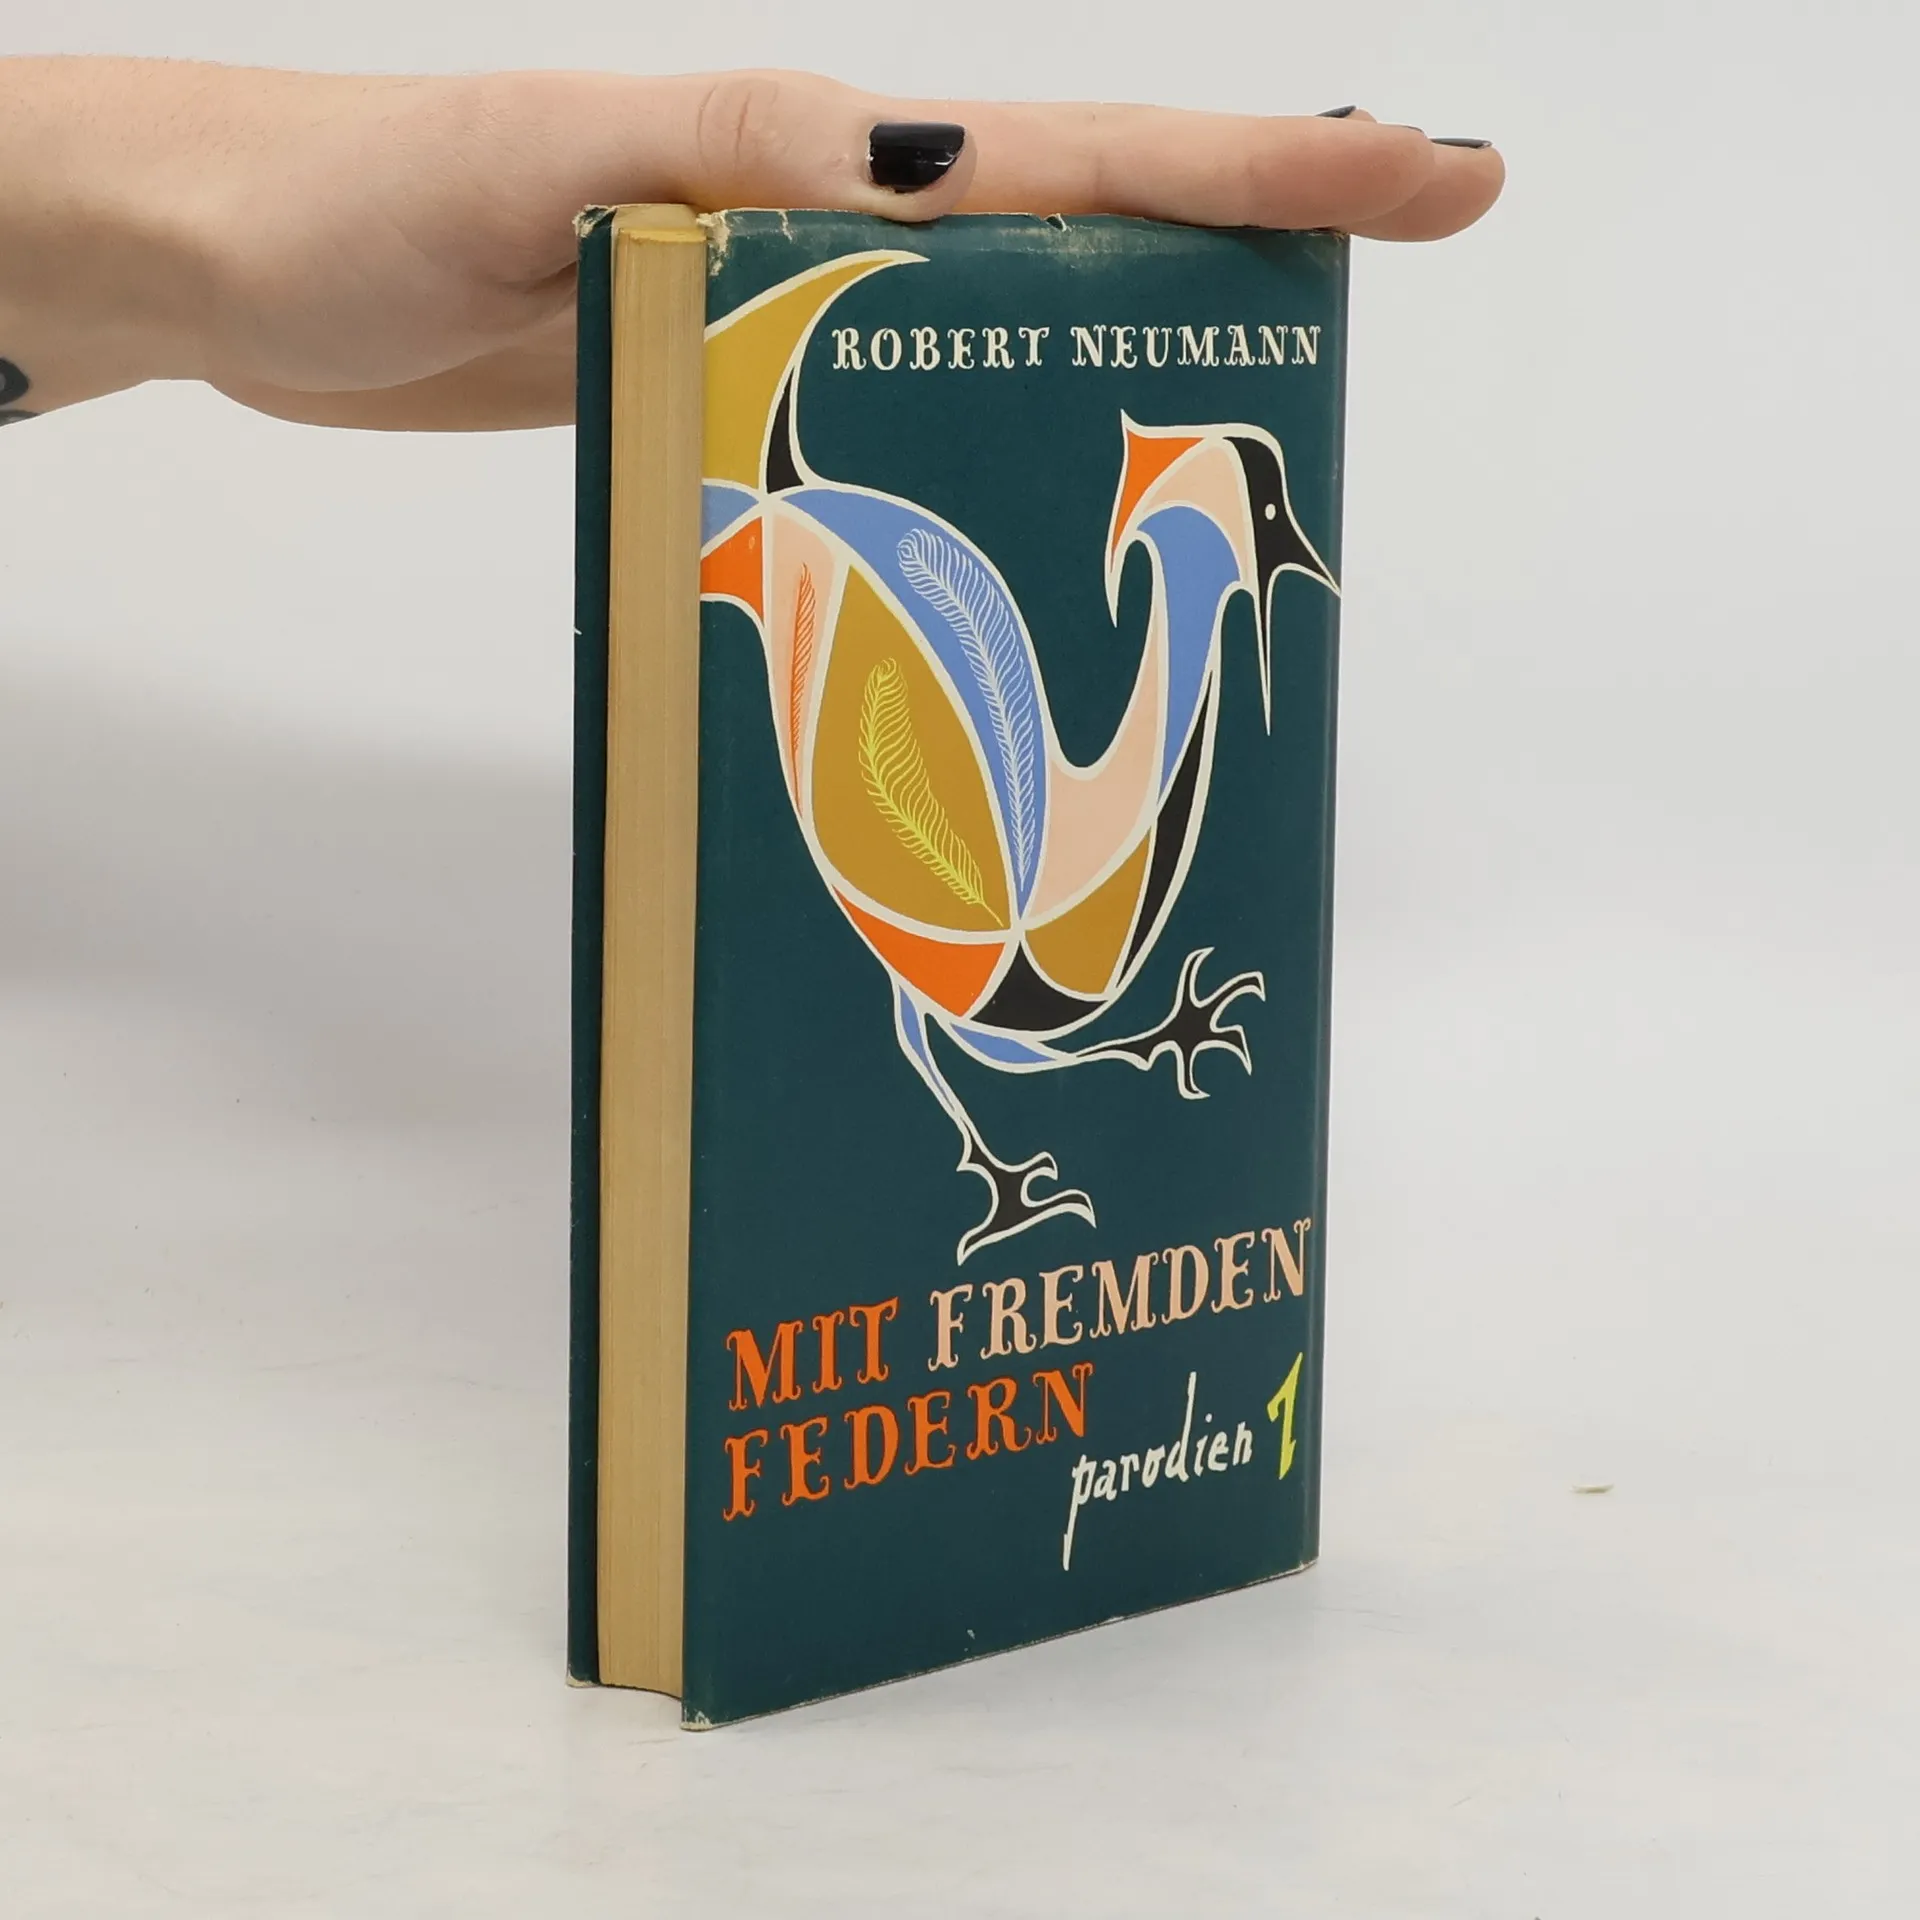 ROBERT NEUMANN
MIT FREMDEN
FEDERN
parodien 1